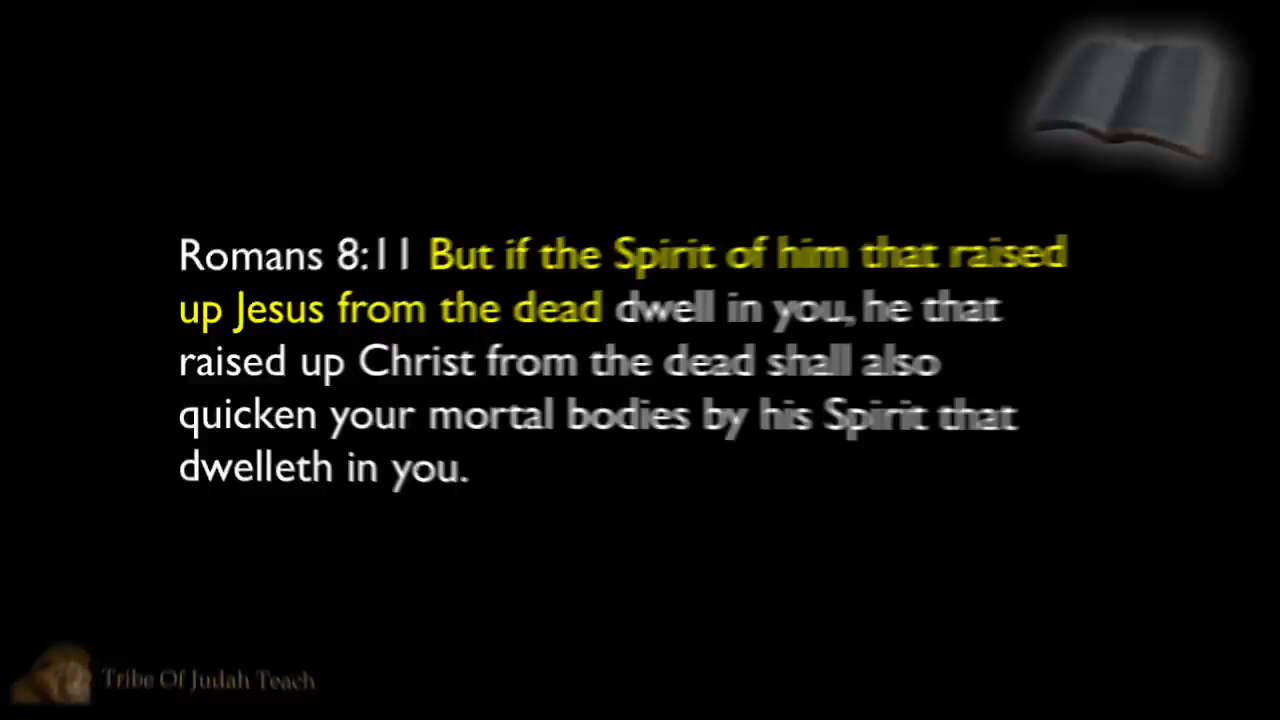 Romans 8:11 But if the Spirit of him that raised
up Jesus from the dead dwell in you, he that
raised up Christ from the dead shall also
quicken your mortal bodies by his Spirit that
dwelleth in you.
Tribe Of Judah Teach